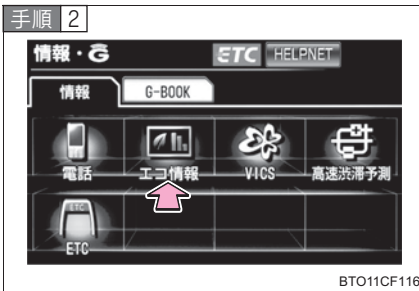 手順 2
情報・G ETC HELPNET
情報 G-BOOK
電話 エコ情報 VICS 高速渋滞予測
ETC
ETC
BTO11CF116